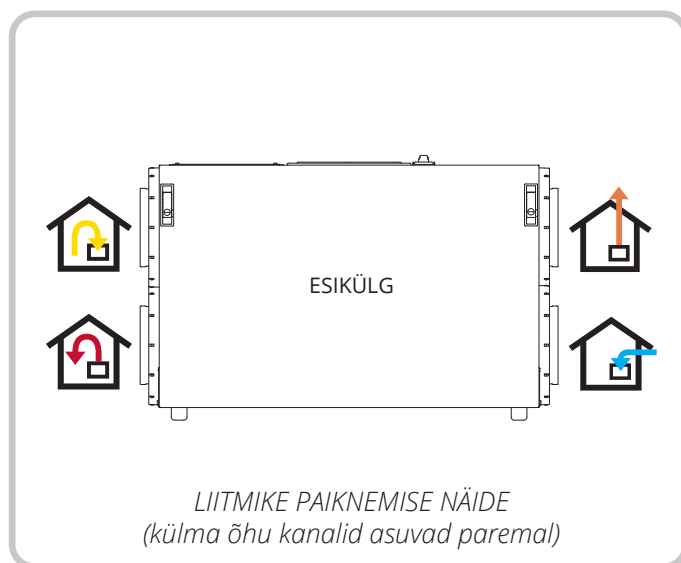 ESIKÜLG
LIITMIKE PAIKNEMISE NÄIDE
(külma õhu kanalid asuvad paremal)